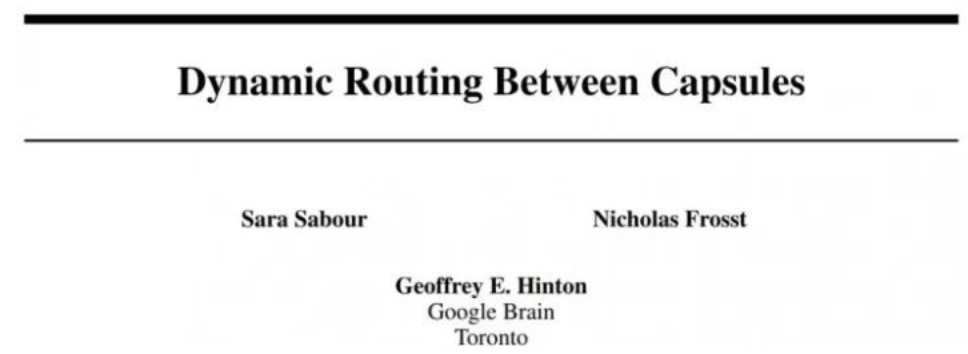 Dynamic Routing Between Capsules
Sara Sabour Nicholas Frosst
Geoffrey E. Hinton
Google Brain
Toronto